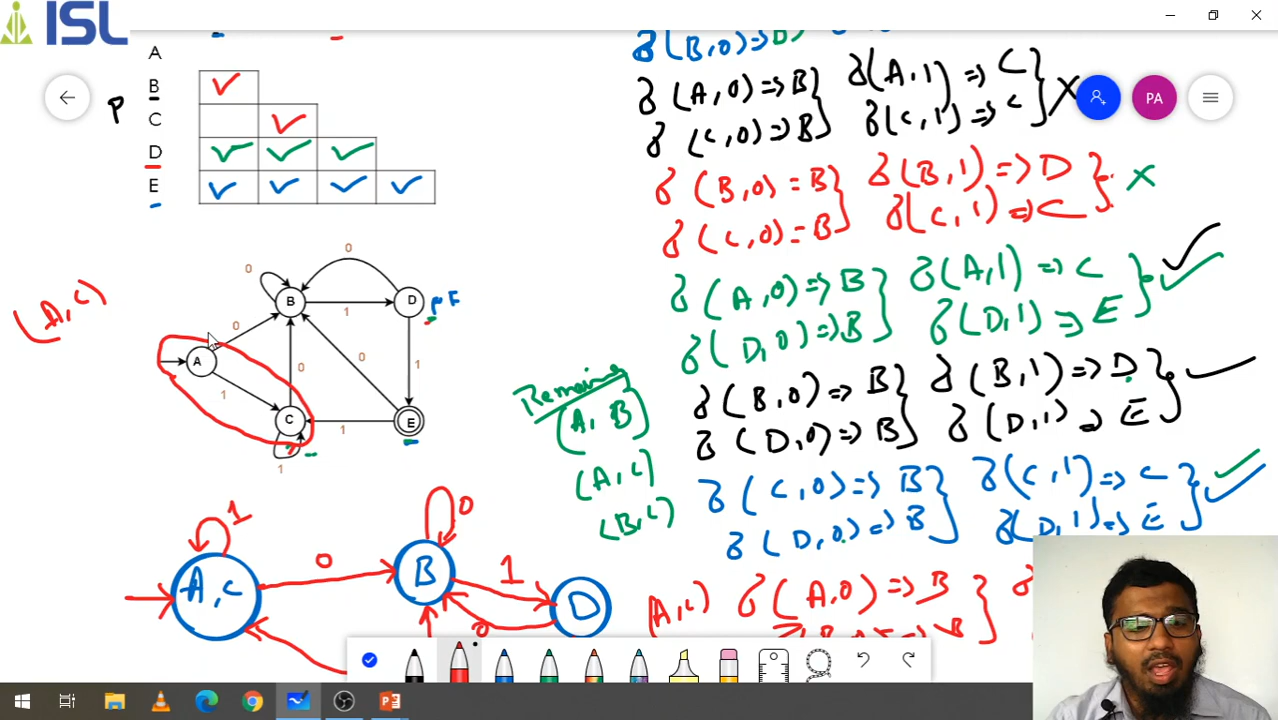 ISL
A
B
P
C
D
E
δ(B,0)=>B
δ(A,0)=>B} δ(A,1)=>C} X
δ(C,0)=>B} δ(C,1)=>C
PA
δ(B,0)=B} δ(B,1)=>D} X
δ(C,0)=B} δ(C,1)=>C
δ(A,0)=>B} δ(A,1)=>C} ✓ ✓
δ(D,0)=>B} δ(D,1)=>E
δ(B,0)=>B} δ(B,1)=>D} ✓
δ(D,0)=>B} δ(D,1)=>E
δ(C,0)=>B} δ(C,1)=>C} ✓ ✓
δ(D,0)=>B} δ(D,1)=>E
(A,C) δ(A,0)=>B}
Remaining
(A,B)
(A,C)
(B,C)
(A,C)
0
0
B
1
D
0
0
0
1
A
1
C
1
E
1
1
0
A,C
0
B
1
D
0